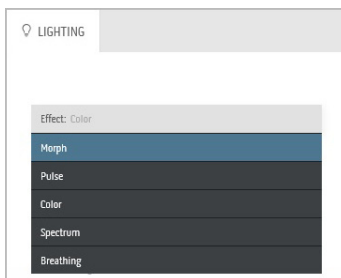 LIGHTING
Effect: Color
Morph
Pulse
Color
Spectrum
Breathing